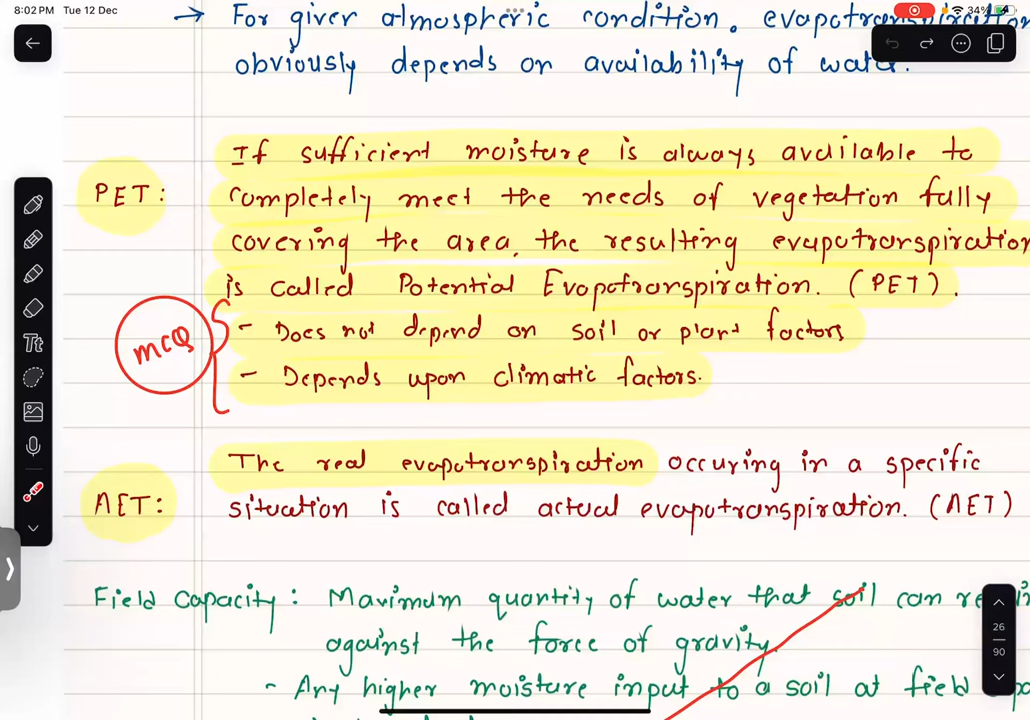 8:02 PM Tue 12 Dec
34%
→ For given atmospheric condition. evapotranspiration
obviously depends on availability of water.
If sufficient moisture is always available to
PET: completely meet the needs of vegetation fully
covering the area, the resulting evapotranspiration
is called Potential Evapotranspiration. (PET).
- Does not depend on soil or plant factors
MCQ
- Depends upon climatic factors.
The real evapotranspiration occuring in a specific
AET: situation is called actual evapotranspiration. (AET)
Field Capacity: Maximum quantity of water that soil can
against the force of gravity.
- Any higher moisture input to a soil at field
Tt
26
90